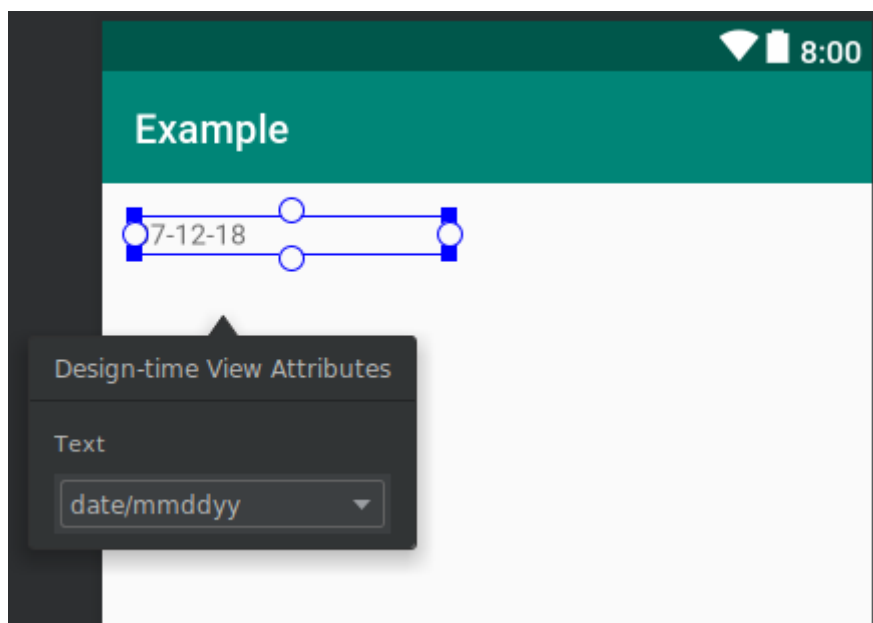 8:00
Example
7-12-18
Design-time View Attributes
Text
date/mmddyy